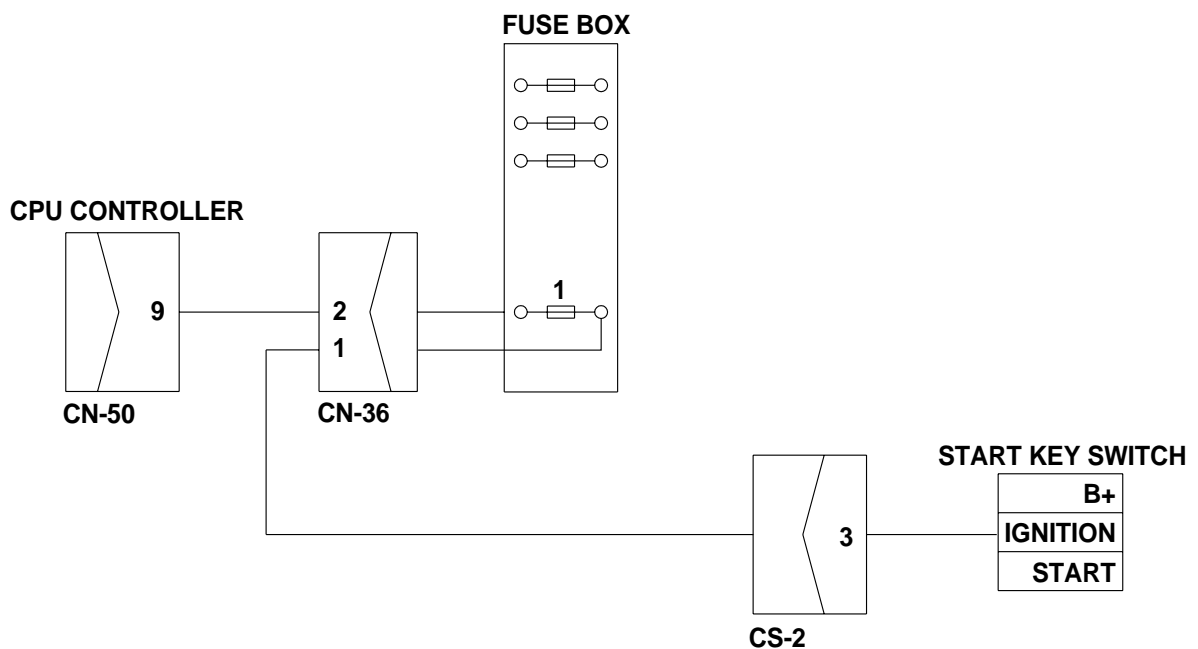 FUSE BOX
CPU CONTROLLER
1
9
2
1
CN-50
CN-36
START KEY SWITCH
B+
IGNITION
3
START
CS-2